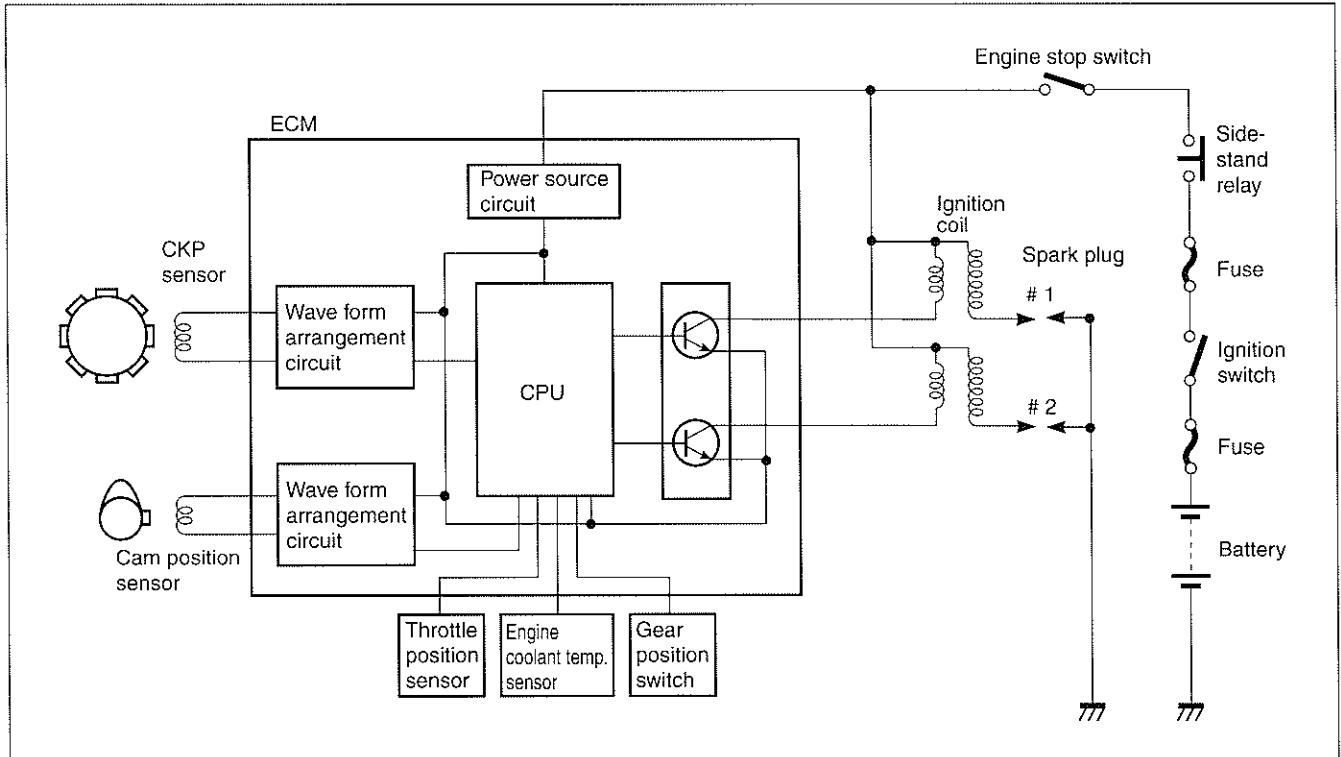 Engine stop switch
ECM
Side-
stand
relay
Power source
circuit
Ignition
coil
CKP
sensor
Spark plug
Fuse
# 1
Wave form
arrangement
circuit
Ignition
switch
CPU
# 2
Fuse
Wave form
arrangement
circuit
Cam position
sensor
Battery
Throttle
position
sensor
Engine
coolant temp.
sensor
Gear
position
switch